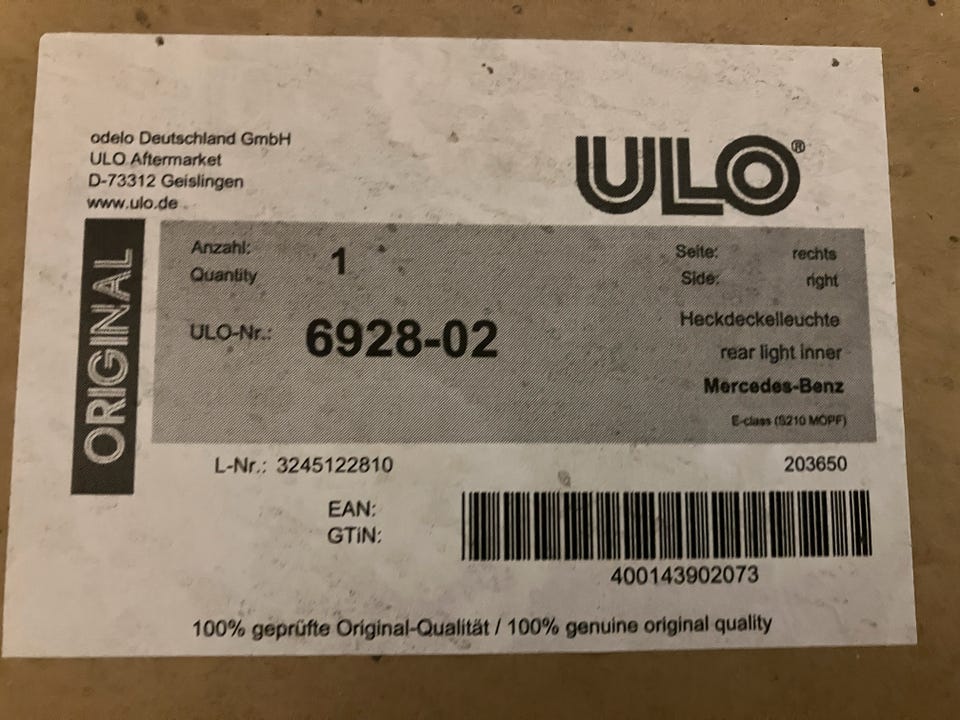 odelo Deutschland GmbH
ULO Aftermarket
D-73312 Geislingen
www.ulo.de
ULO®
ORIGINAL
Anzahl: 1
Quantity
Seite: rechts
Side: right
ULO-Nr.: 6928-02
Heckdeckelleuchte
rear light inner
Mercedes-Benz
E-class (S210 MOPF)
L-Nr.: 3245122810
203650
EAN:
GTiN:
400143902073
100% geprüfte Original-Qualität / 100% genuine original quality